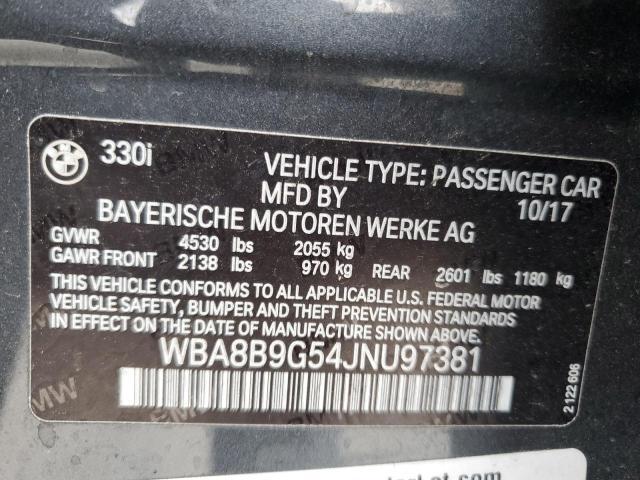 330i
VEHICLE TYPE: PASSENGER CAR
MFD BY 10/17
BAYERISCHE MOTOREN WERKE AG
GVWR 4530 lbs 2055 kg
GAWR FRONT 2138 lbs 970 kg REAR 2601 lbs 1180 kg
THIS VEHICLE CONFORMS TO ALL APPLICABLE U.S. FEDERAL MOTOR
VEHICLE SAFETY, BUMPER AND THEFT PREVENTION STANDARDS
IN EFFECT ON THE DATE OF MANUFACTURE SHOWN ABOVE.
WBA8B9G54JNU97381
2 122 606